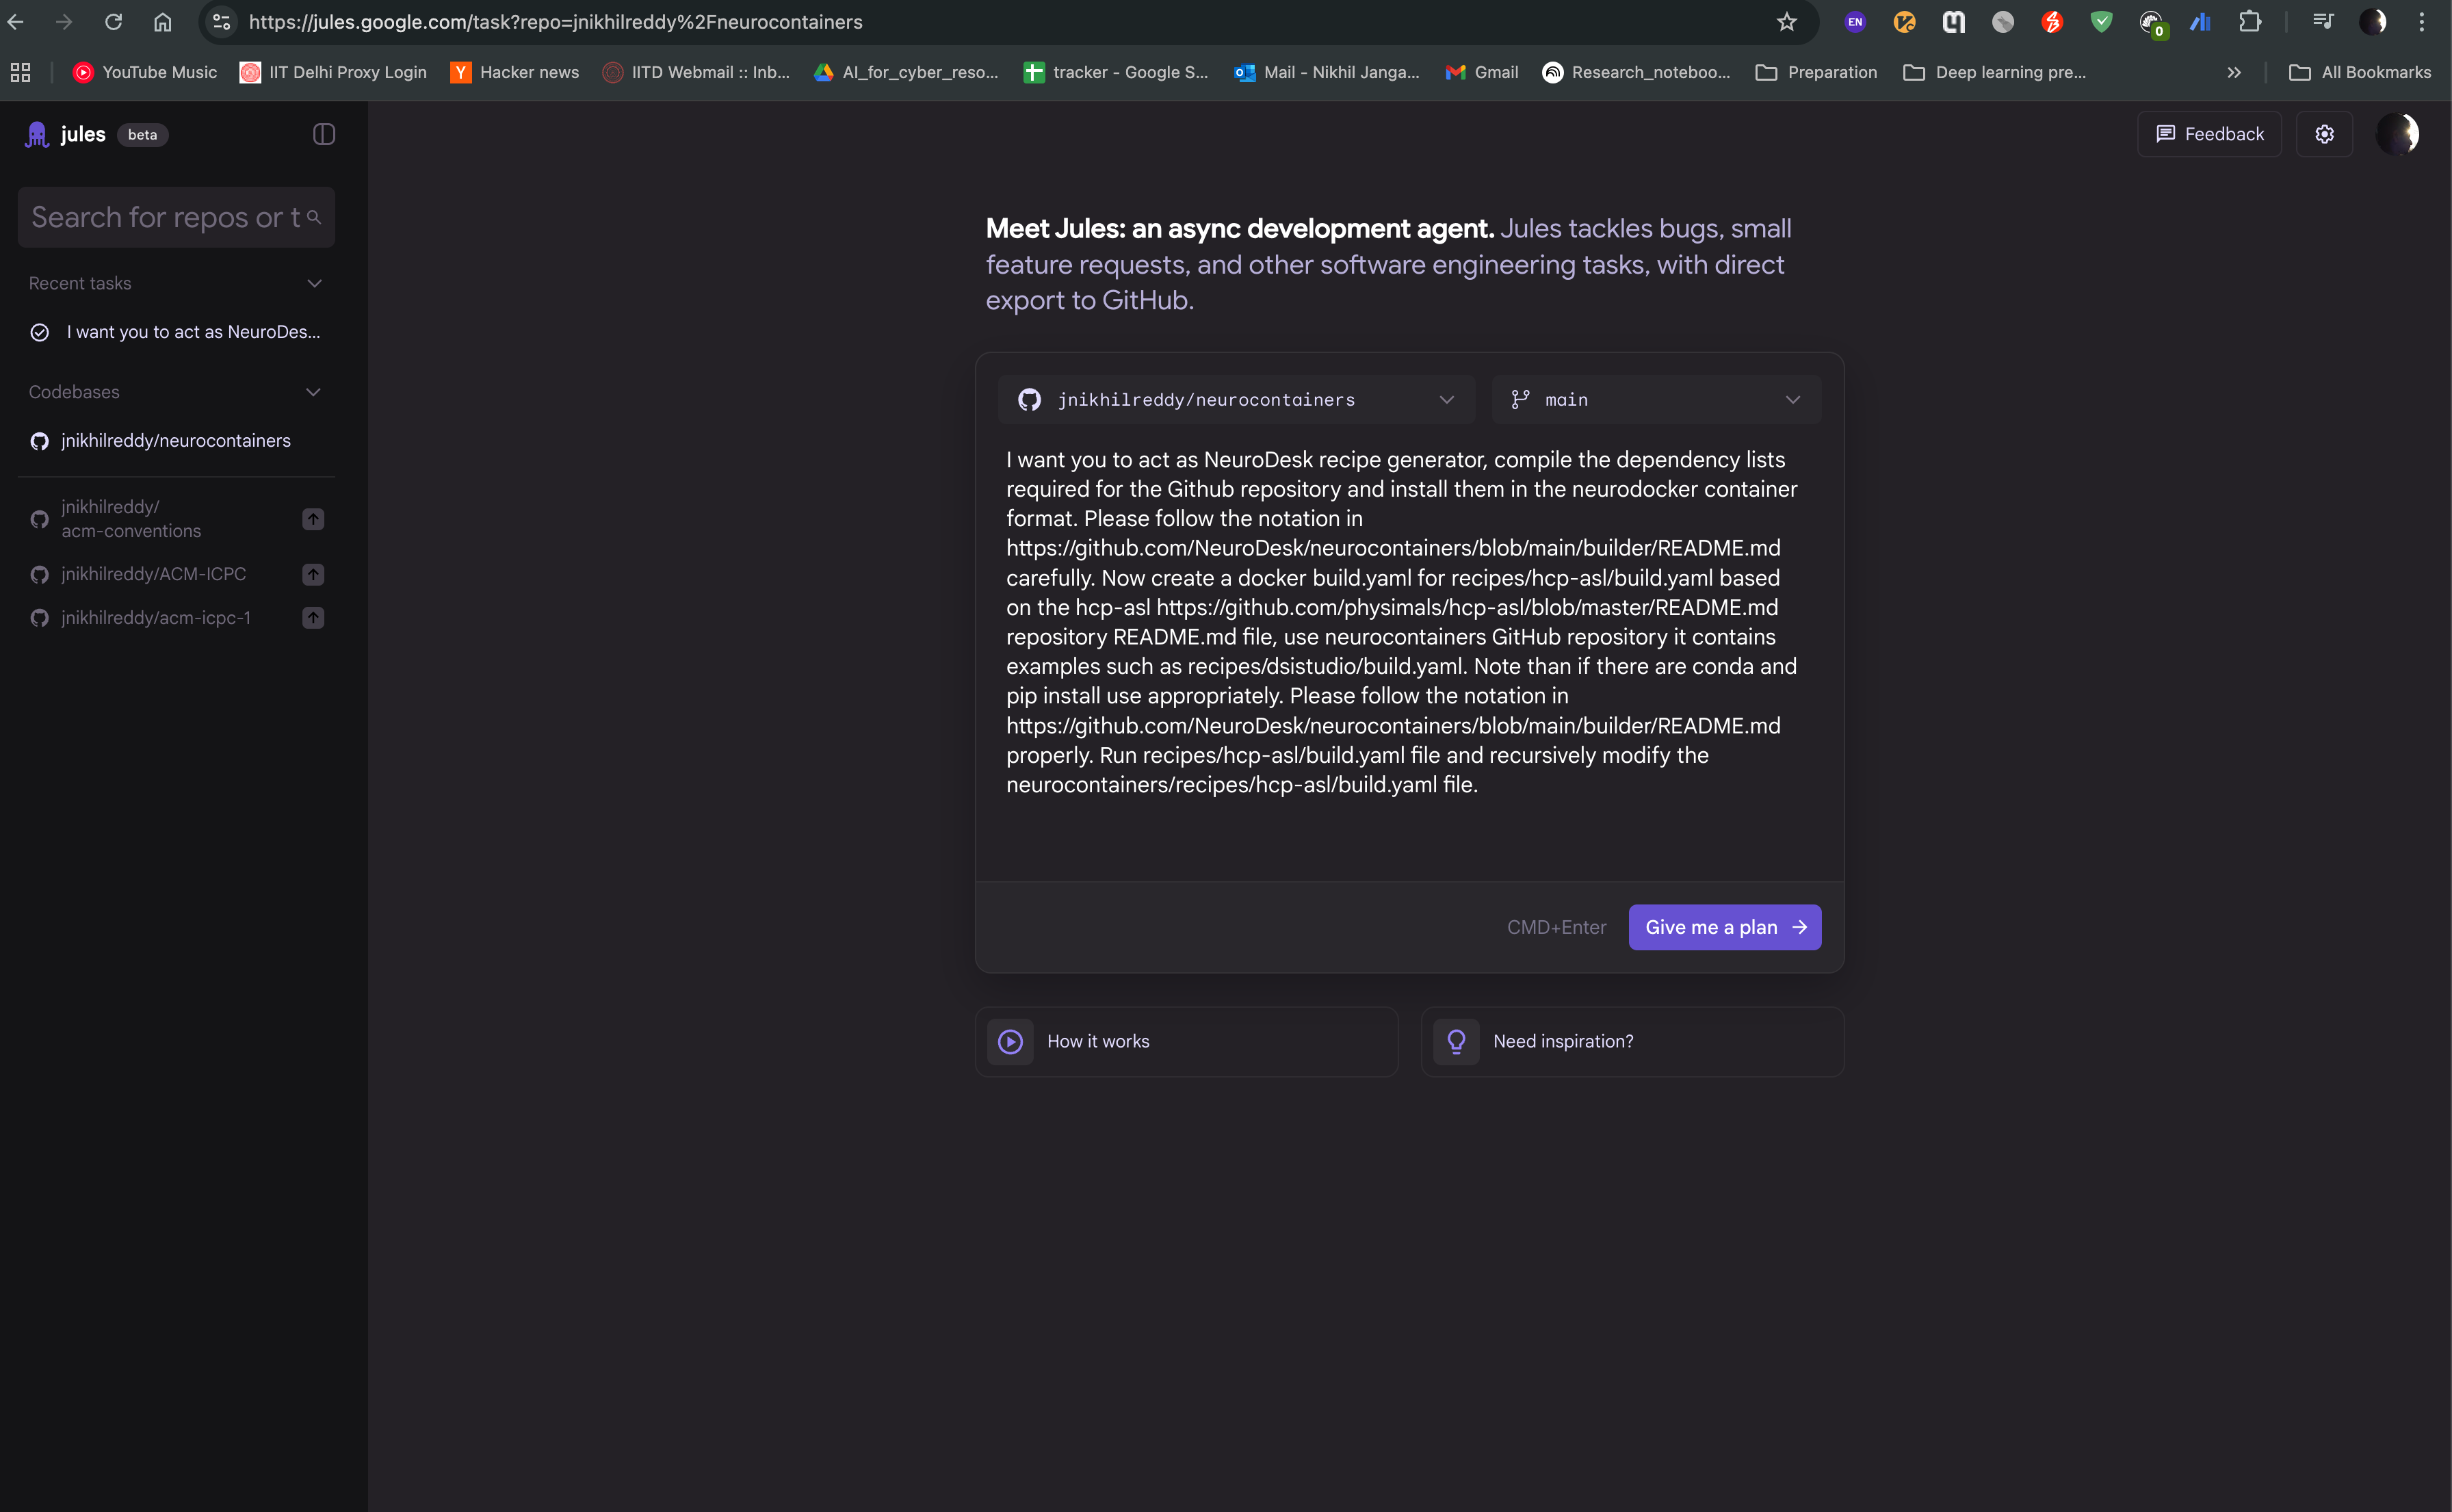 https://jules.google.com/task?repo=jnikhilreddy%2Fneurocontainers
EN
0
YouTube Music
IIT Delhi Proxy Login
Y Hacker news
IITD Webmail :: Inb...
AI_for_cyber_reso...
tracker - Google S...
Mail - Nikhil Janga...
Gmail
Research_noteboo...
Preparation
Deep learning pre...
All Bookmarks
jules beta
Feedback
Search for repos or t
Recent tasks
I want you to act as NeuroDes...
Codebases
jnikhilreddy/neurocontainers
jnikhilreddy/
acm-conventions
jnikhilreddy/ACM-ICPC
jnikhilreddy/acm-icpc-1
Meet Jules: an async development agent. Jules tackles bugs, small
feature requests, and other software engineering tasks, with direct
export to GitHub.
jnikhilreddy/neurocontainers
main
I want you to act as NeuroDesk recipe generator, compile the dependency lists
required for the Github repository and install them in the neurodocker container
format. Please follow the notation in
https://github.com/NeuroDesk/neurocontainers/blob/main/builder/README.md
carefully. Now create a docker build.yaml for recipes/hcp-asl/build.yaml based
on the hcp-asl https://github.com/physimals/hcp-asl/blob/master/README.md
repository README.md file, use neurocontainers GitHub repository it contains
examples such as recipes/dsistudio/build.yaml. Note than if there are conda and
pip install use appropriately. Please follow the notation in
https://github.com/NeuroDesk/neurocontainers/blob/main/builder/README.md
properly. Run recipes/hcp-asl/build.yaml file and recursively modify the
neurocontainers/recipes/hcp-asl/build.yaml file.
CMD+Enter
Give me a plan
How it works
Need inspiration?